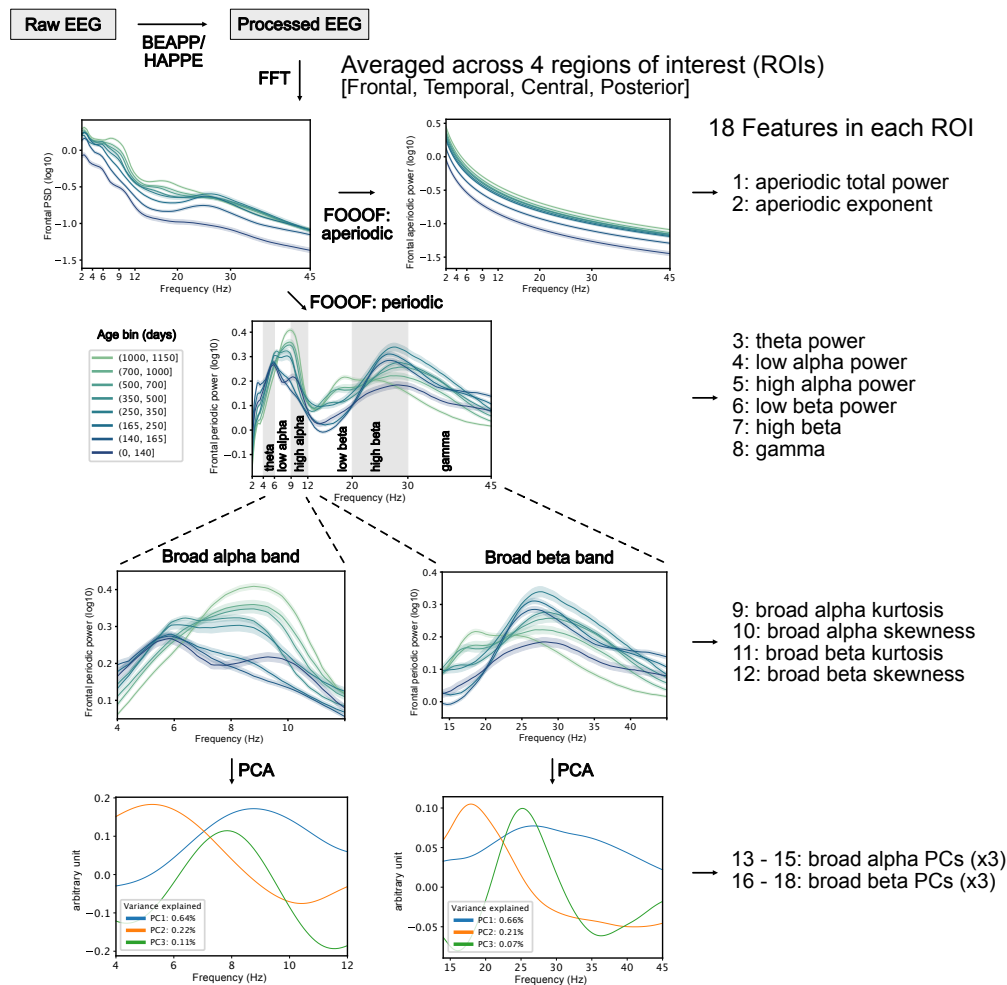 Raw EEG
BEAPP/
HAPPE
Processed EEG
FFT
Averaged across 4 regions of interest (ROIs)
[Frontal, Temporal, Central, Posterior]
18 Features in each ROI
Frontal PSD (log10)
0.0
−0.5
−1.0
−1.5
2 4 6 9 12 20 30 45
Frequency (Hz)
FOOOF:
aperiodic
Frontal aperiodic power (log10)
0.5
0.0
−0.5
−1.0
−1.5
2 4 6 9 12 20 30 45
Frequency (Hz)
1: aperiodic total power
2: aperiodic exponent
FOOOF: periodic
Age bin (days)
(1000, 1150]
(700, 1000]
(500, 700]
(350, 500]
(250, 350]
(165, 250]
(140, 165]
(0, 140]
Frontal periodic power (log10)
0.4
0.3
0.2
0.1
0.0
−0.1
theta
low alpha
high alpha
low beta
high beta
gamma
2 4 6 9 12 20 30 45
Frequency (Hz)
3: theta power
4: low alpha power
5: high alpha power
6: low beta power
7: high beta
8: gamma
Broad alpha band
Frontal periodic power (log10)
0.4
0.3
0.2
0.1
4 6 8 10
Frequency (Hz)
Broad beta band
Frontal periodic power (log10)
0.4
0.3
0.2
0.1
0.0
−0.1
15 20 25 30 35 40
Frequency (Hz)
9: broad alpha kurtosis
10: broad alpha skewness
11: broad beta kurtosis
12: broad beta skewness
PCA
arbitrary unit
0.2
0.1
0.0
−0.1
−0.2
Variance explained
PC1: 0.64%
PC2: 0.22%
PC3: 0.11%
4 6 8 10 12
Frequency (Hz)
PCA
arbitrary unit
0.10
0.05
0.00
−0.05
Variance explained
PC1: 0.66%
PC2: 0.21%
PC3: 0.07%
15 20 25 30 35 40 45
Frequency (Hz)
13 - 15: broad alpha PCs (x3)
16 - 18: broad beta PCs (x3)